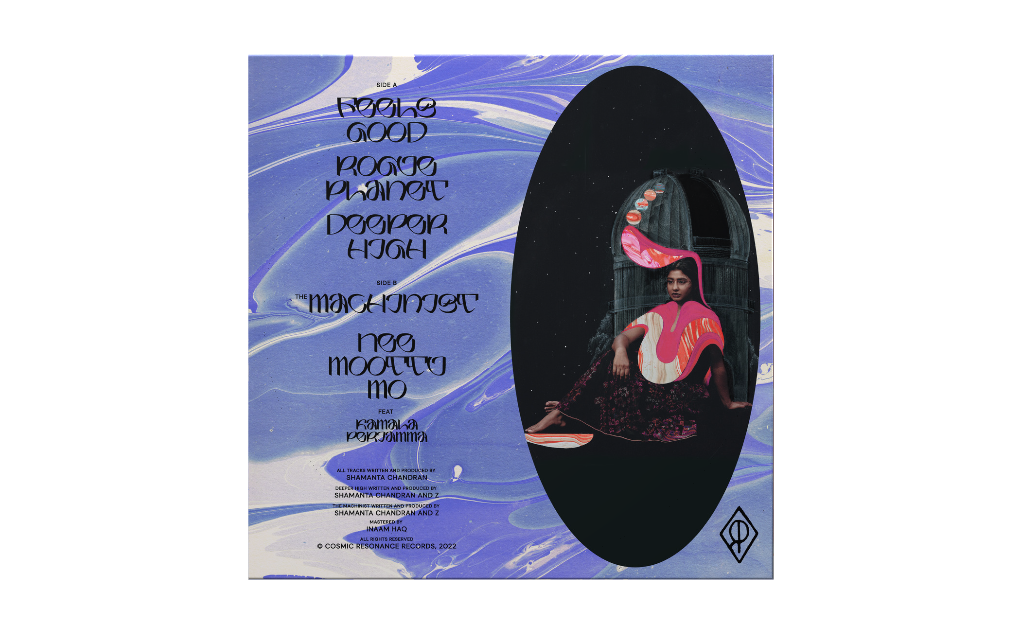 SIDE A
FEELS
GOOD
ROGUE
PLANET
DEEPER
HIGH
SIDE B
THE MACHINIST
NEE
MOOTTI
MO
FEAT
KAMALA
PERIAMMA
ALL TRACKS WRITTEN AND PRODUCED BY
SHAMANTA CHANDRAN
DEEPER HIGH WRITTEN AND PRODUCED BY
SHAMANTA CHANDRAN AND Z
THE MACHINIST WRITTEN AND PRODUCED BY
SHAMANTA CHANDRAN AND Z
MASTERED BY
INAAM HAQ
ALL RIGHTS RESERVED
© COSMIC RESONANCE RECORDS, 2022